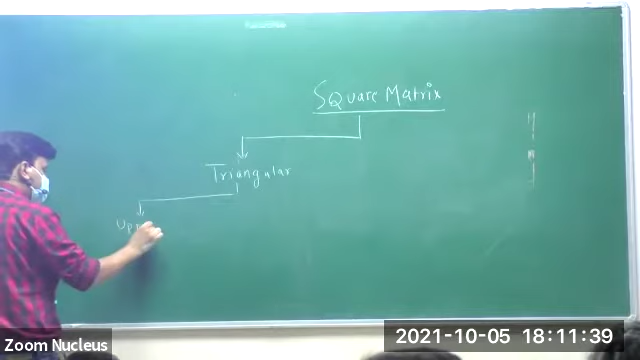 Square Matrix
Triangular
Upp
Zoom Nucleus
2021-10-05 18:11:39